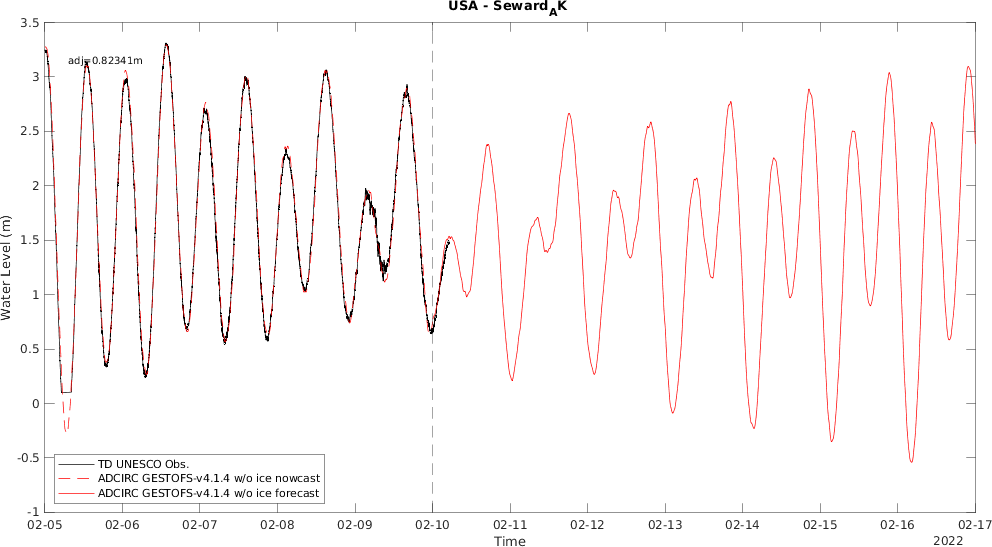 USA - Seward_AK
adj=0.82341m
Water Level (m)
3.5
3
2.5
2
1.5
1
0.5
0
-0.5
-1
TD UNESCO Obs.
ADCIRC GESTOFS-v4.1.4 w/o ice nowcast
ADCIRC GESTOFS-v4.1.4 w/o ice forecast
02-05 02-06 02-07 02-08 02-09 02-10 02-11 02-12 02-13 02-14 02-15 02-16 02-17
Time
2022